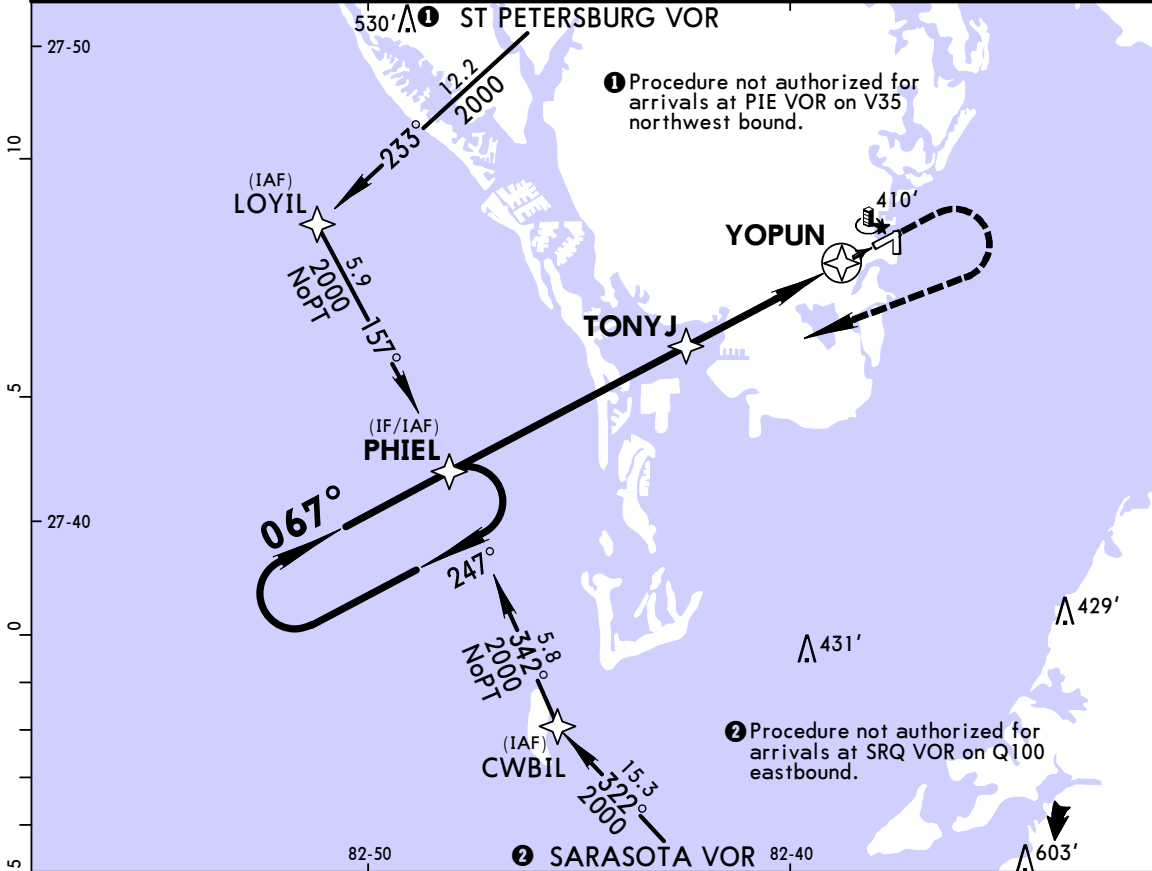 530'
❶ ST PETERSBURG VOR
27-50
12.2
2000
233°
❶ Procedure not authorized for
arrivals at PIE VOR on V35
northwest bound.
10
(IAF)
LOYIL
410'
YOPUN
5.9
2000
NoPT
157°
TONYJ
5
(IF/IAF)
PHIEL
067°
27-40
247°
0
5.8
342°
2000
NoPT
429'
431'
(IAF)
CWBIL
❷ Procedure not authorized for
arrivals at SRQ VOR on Q100
eastbound.
15.3
322°
2000
5
82-50
❷ SARASOTA VOR
82-40
603'